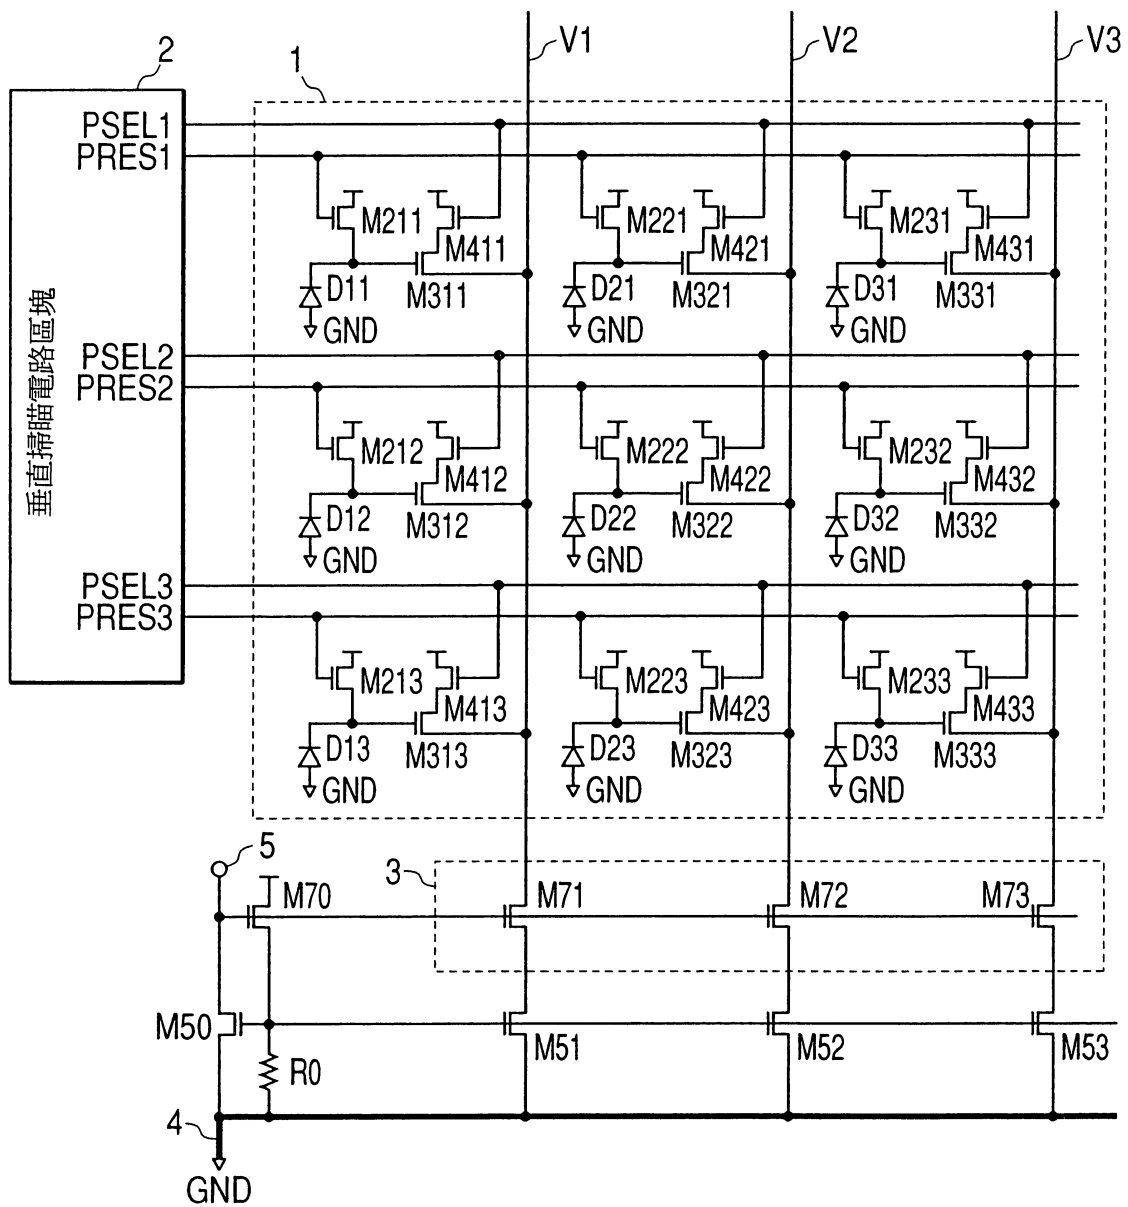 V1
V2
V3
2
1
PSEL1
PRES1
M211
M411
M221
M421
M231
M431
D11
M311
D21
M321
D31
M331
GND
GND
GND
垂直掃瞄電路區塊
PSEL2
PRES2
M212
M412
M222
M422
M232
M432
D12
M312
D22
M322
D32
M332
GND
GND
GND
PSEL3
PRES3
M213
M413
M223
M423
M233
M433
D13
M313
D23
M323
D33
M333
GND
GND
GND
5
3
M70
M71
M72
M73
M50
M51
M52
M53
R0
4
GND